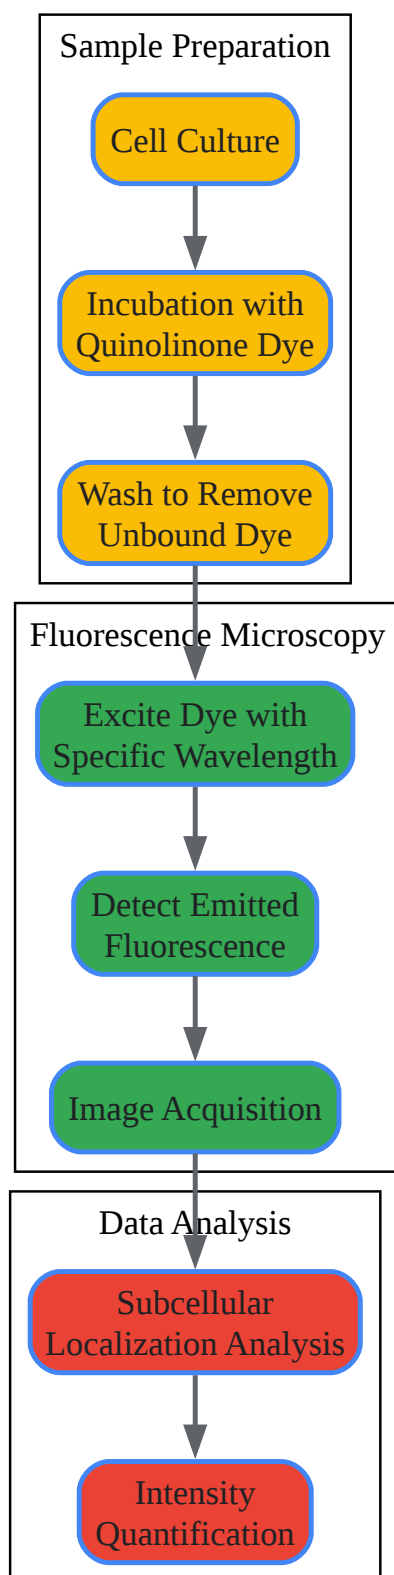 Sample Preparation
Cell Culture
Incubation with
Quinolinone Dye
Wash to Remove
Unbound Dye
Fluorescence Microscopy
Excite Dye with
Specific Wavelength
Detect Emitted
Fluorescence
Image Acquisition
Data Analysis
Subcellular
Localization Analysis
Intensity
Quantification